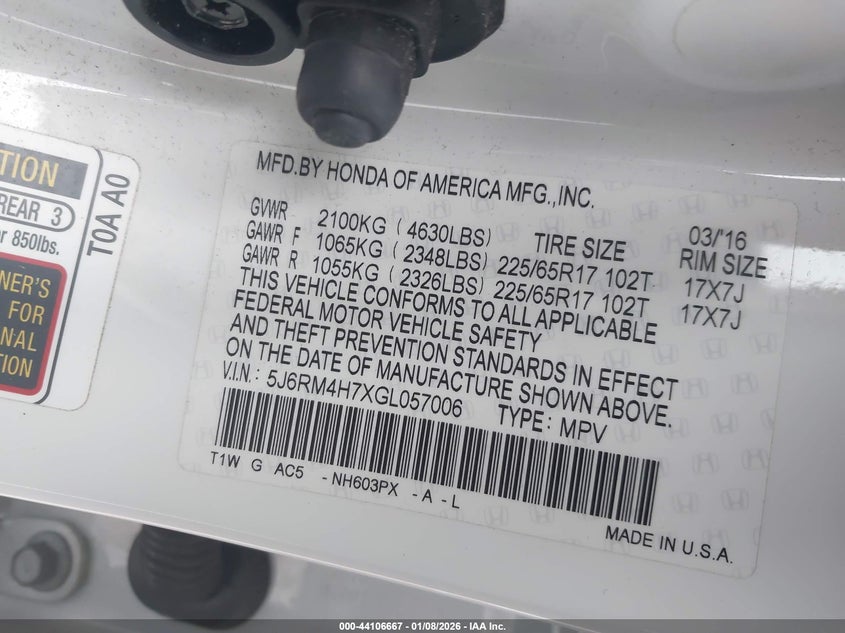 TION
REAR 3
r 850lbs.
NER'S
FOR
NAL
TION
T0A A0
MFD.BY HONDA OF AMERICA MFG.,INC.
03/'16
GVWR 2100KG (4630LBS) TIRE SIZE RIM SIZE
GAWR F 1065KG (2348LBS) 225/65R17 102T 17X7J
GAWR R 1055KG (2326LBS) 225/65R17 102T 17X7J
THIS VEHICLE CONFORMS TO ALL APPLICABLE
FEDERAL MOTOR VEHICLE SAFETY
AND THEFT PREVENTION STANDARDS IN EFFECT
ON THE DATE OF MANUFACTURE SHOWN ABOVE.
V.I.N: 5J6RM4H7XGL057006 TYPE: MPV
T1W G AC5 - NH603PX - A - L
MADE IN U.S.A.
000-44106667 - 01/08/2026 - IAA Inc.